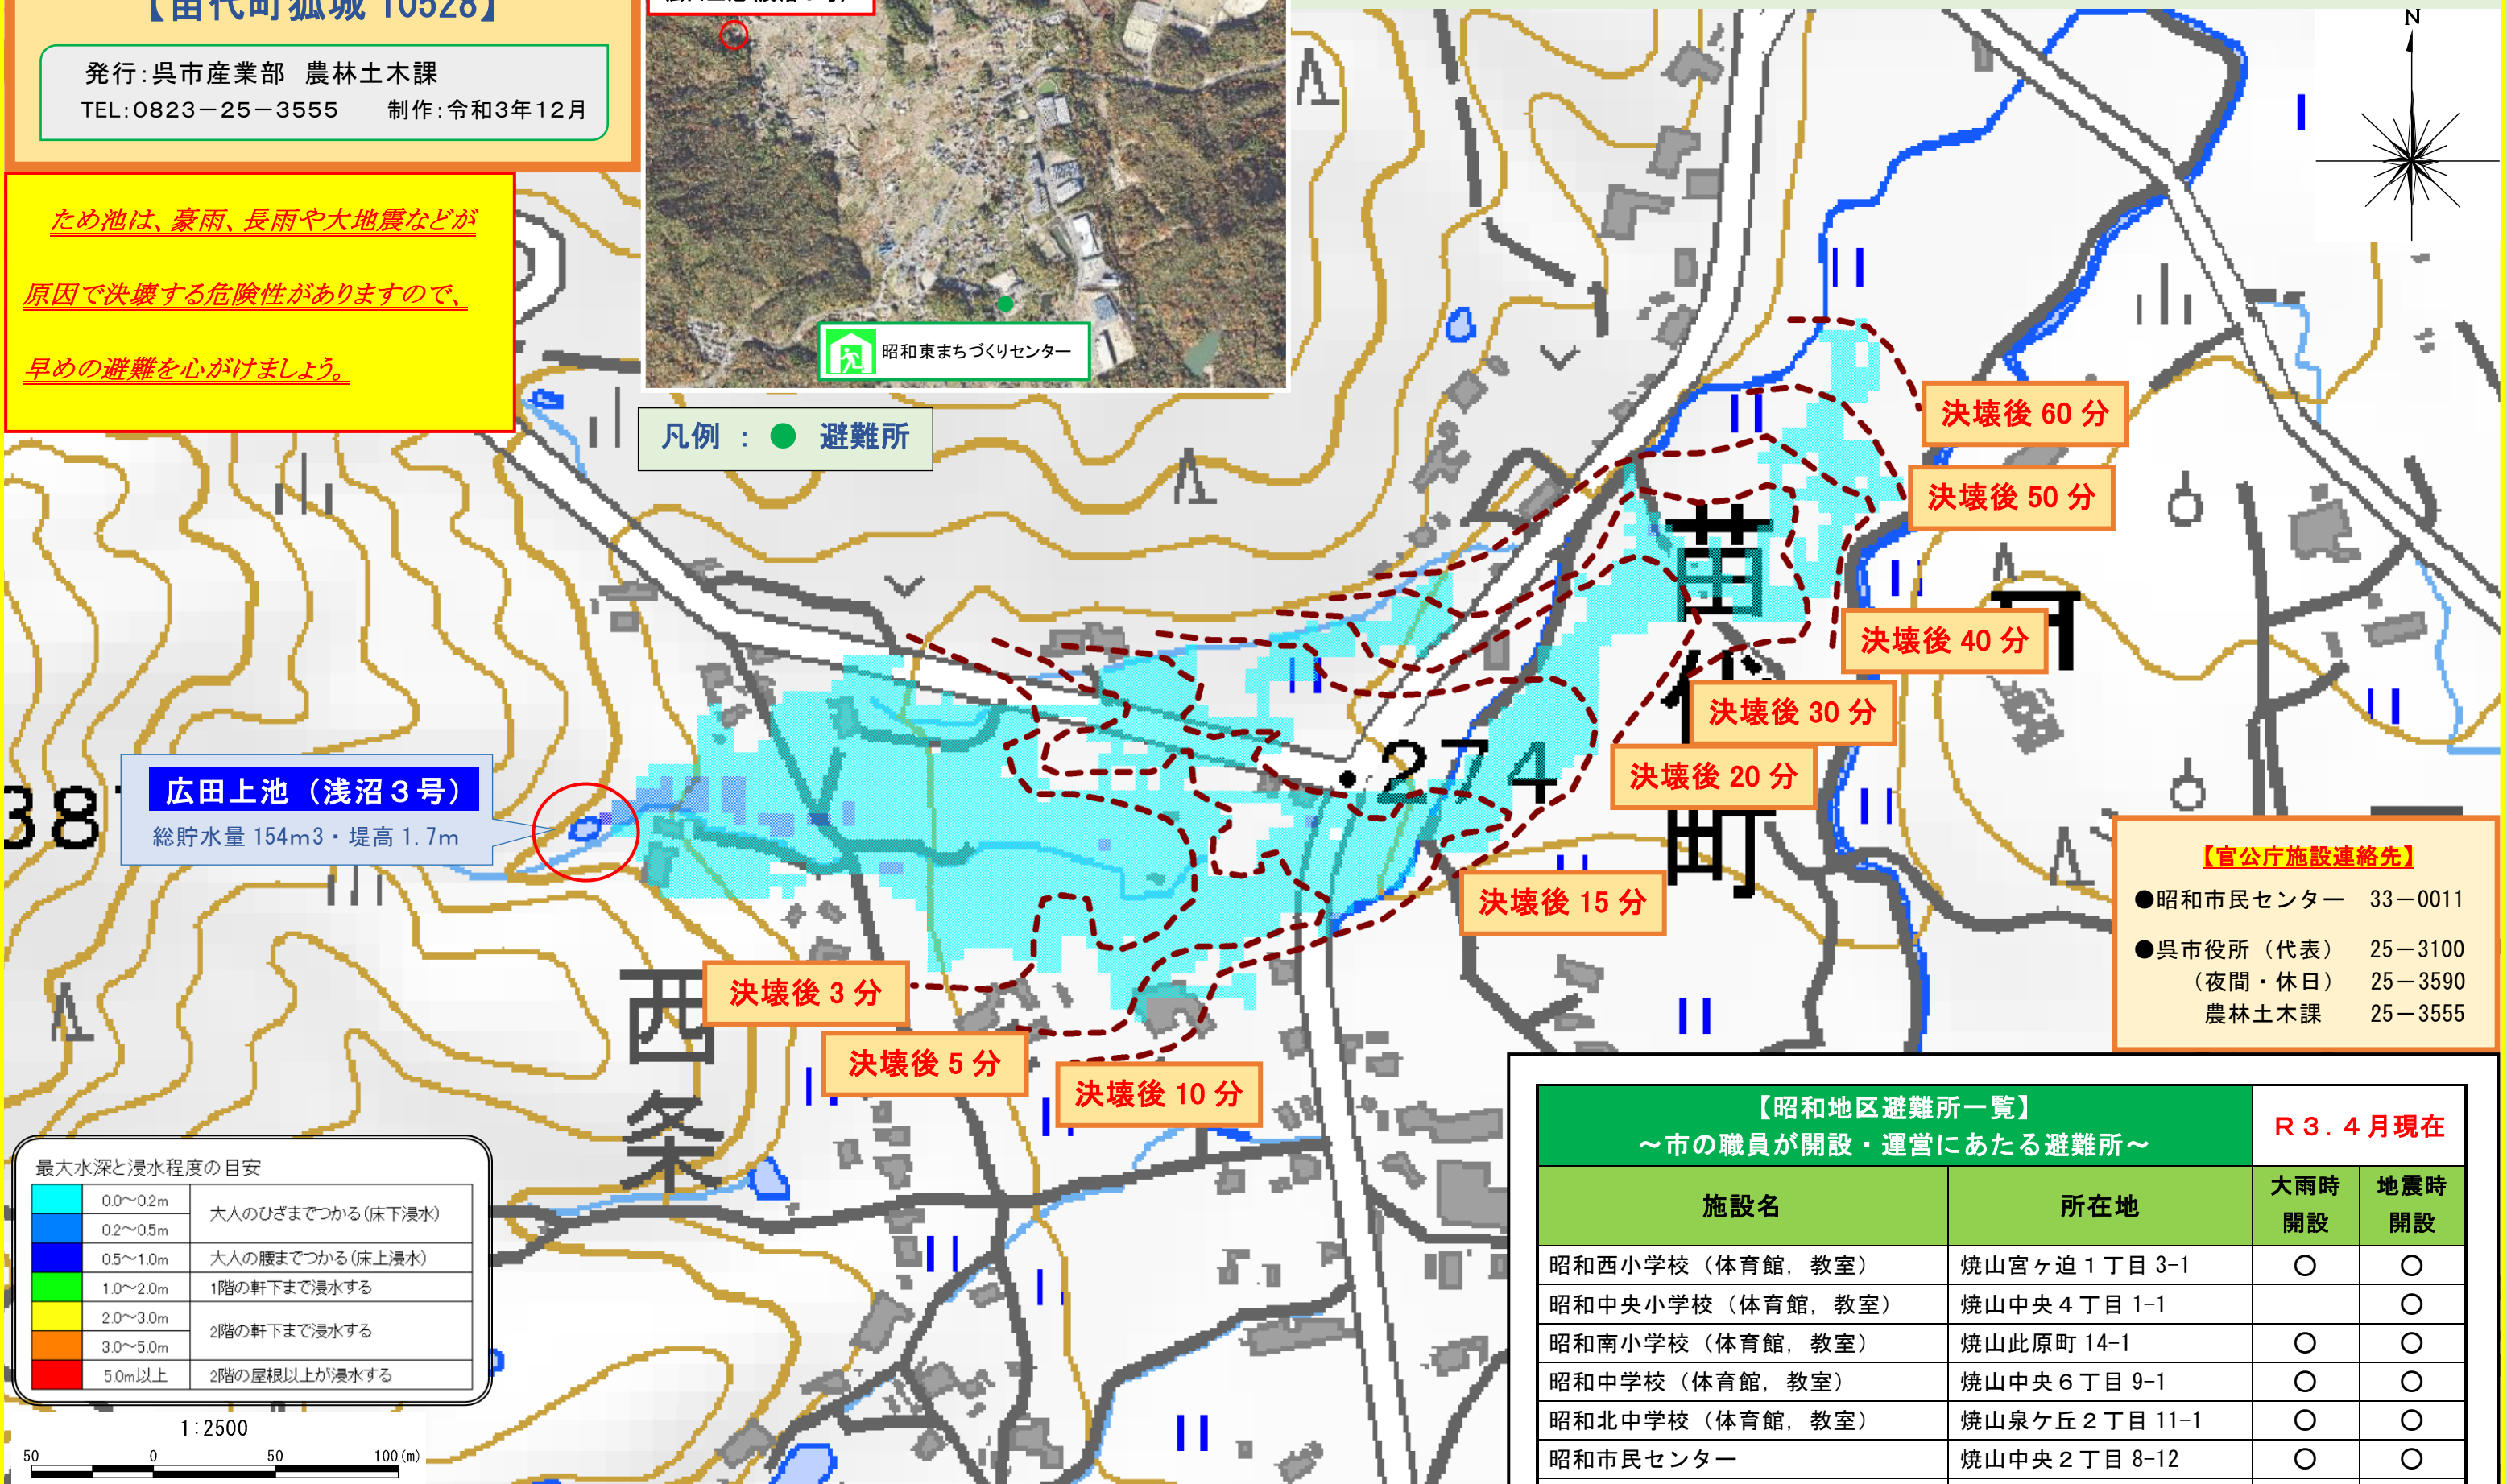 【苗代町狐城 10528】
発行:呉市産業部 農林土木課
TEL:0823－25－3555 制作:令和3年12月
ため池は、豪雨、長雨や大地震などが
原因で決壊する危険性がありますので、
早めの避難を心がけましょう。
昭和東まちづくりセンター
凡例 : ● 避難所
N
決壊後 60 分
決壊後 50 分
決壊後 40 分
決壊後 30 分
決壊後 20 分
決壊後 15 分
決壊後 3 分
決壊後 5 分
決壊後 10 分
苗代町
274
西条
広田上池（浅沼３号）
総貯水量 154m3・堤高 1.7m
【官公庁施設連絡先】
●昭和市民センター 33－0011
●呉市役所（代表） 25－3100
（夜間・休日） 25－3590
農林土木課 25－3555
最大水深と浸水程度の目安
0.0～0.2m
大人のひざまでつかる(床下浸水)
0.2～0.5m
0.5～1.0m 大人の腰までつかる(床上浸水)
1.0～2.0m 1階の軒下まで浸水する
2.0～3.0m
2階の軒下まで浸水する
3.0～5.0m
5.0m以上 2階の屋根以上が浸水する
1:2500
50 0 50 100(m)
【昭和地区避難所一覧】
～市の職員が開設・運営にあたる避難所～
Ｒ３.４月現在
施設名 所在地 大雨時開設 地震時開設
昭和西小学校（体育館，教室） 焼山宮ヶ迫１丁目 3-1 ○ ○
昭和中央小学校（体育館，教室） 焼山中央４丁目 1-1 ○
昭和南小学校（体育館，教室） 焼山此原町 14-1 ○ ○
昭和中学校（体育館，教室） 焼山中央６丁目 9-1 ○ ○
昭和北中学校（体育館，教室） 焼山泉ケ丘２丁目 11-1 ○ ○
昭和市民センター 焼山中央２丁目 8-12 ○ ○